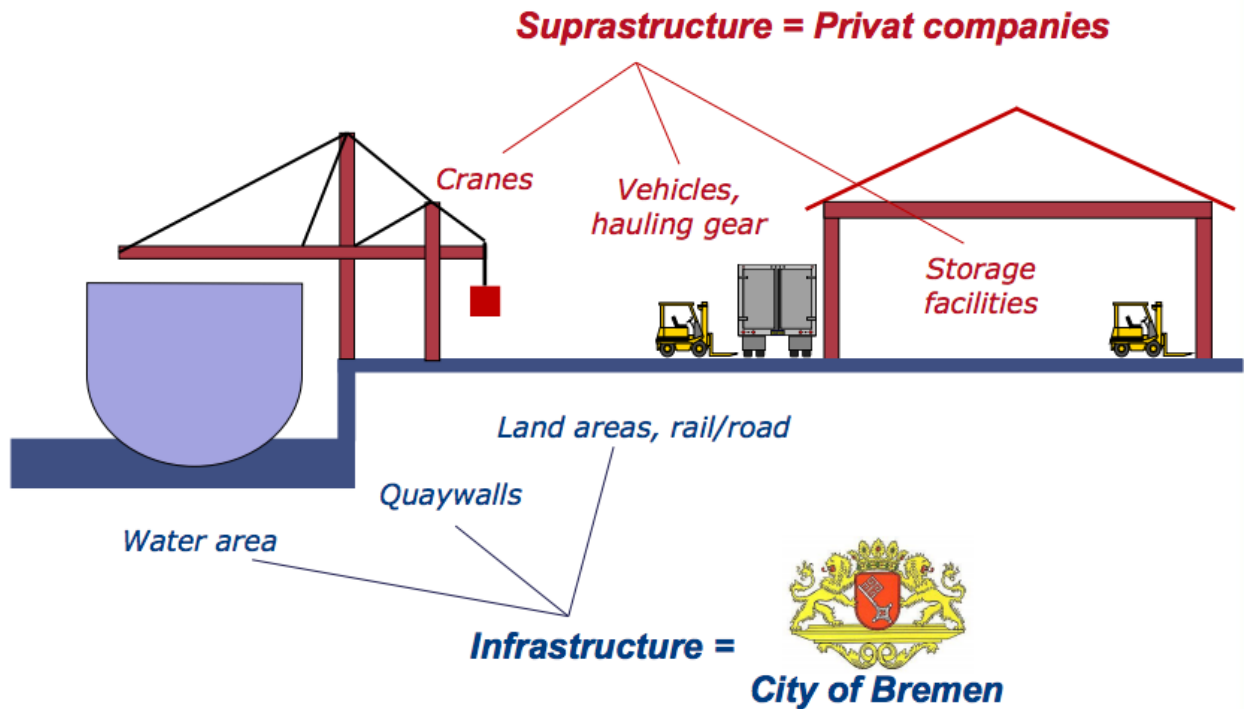 Suprastructure = Privat companies
Cranes
Vehicles,
hauling gear
Storage
facilities
Land areas, rail/road
Quaywalls
Water area
Infrastructure =
City of Bremen